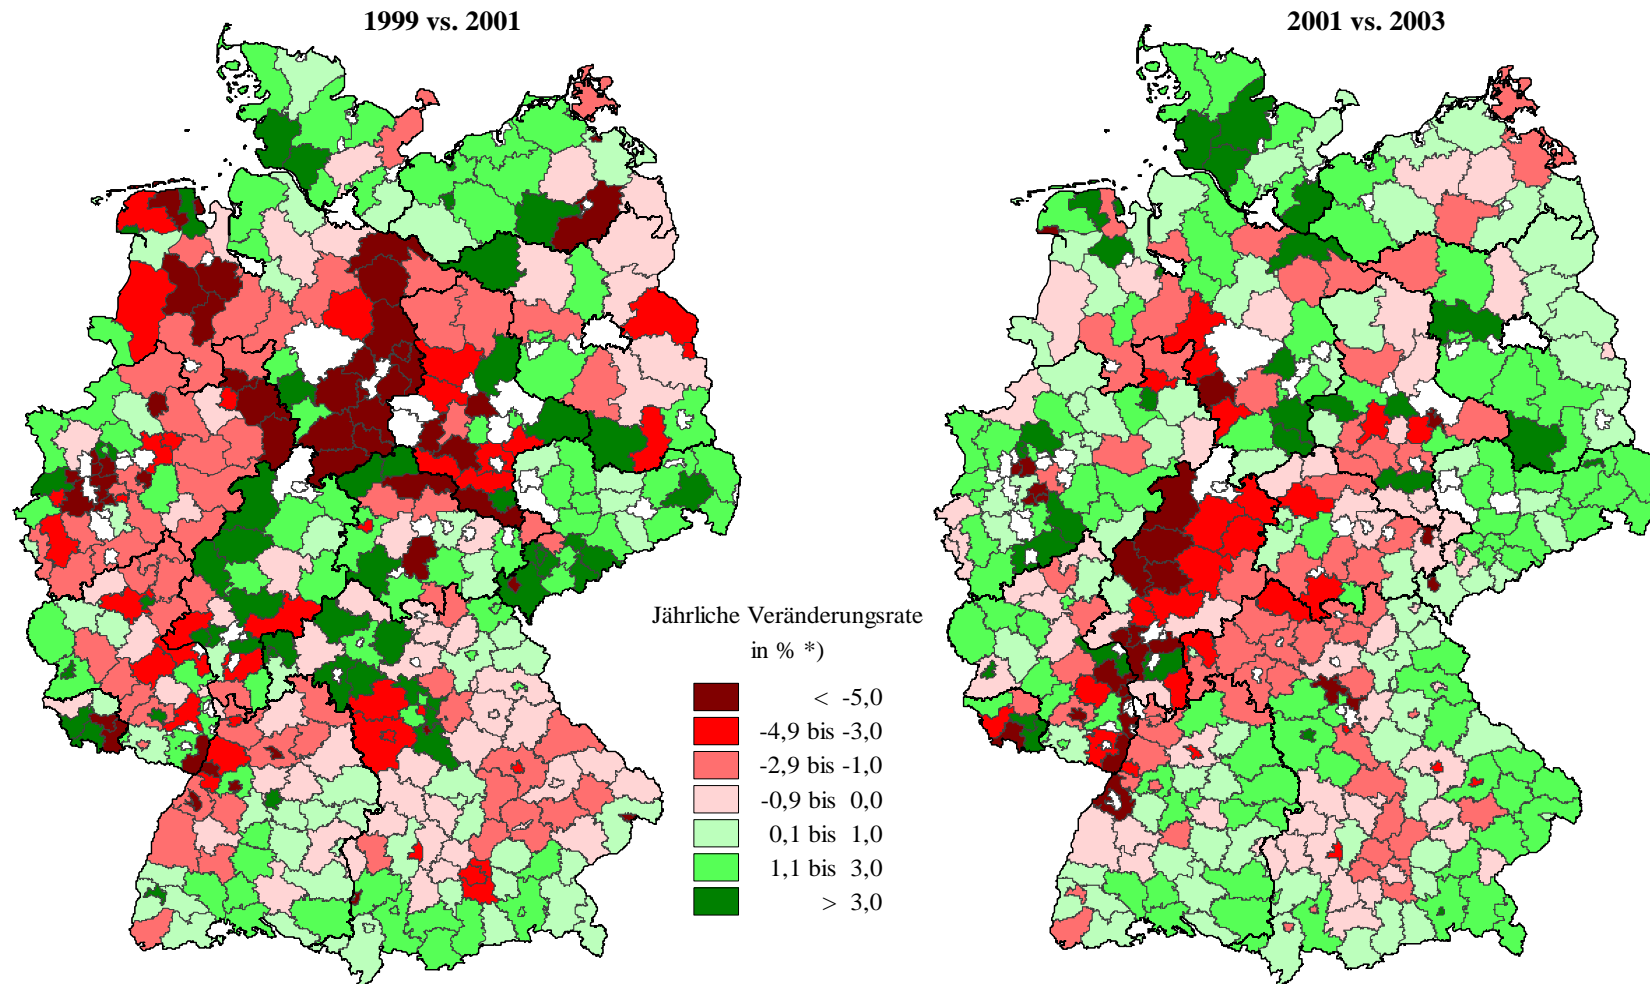 1999 vs. 2001
2001 vs. 2003
Jährliche Veränderungsrate
in % *)
< -5,0
-4,9 bis -3,0
-2,9 bis -1,0
-0,9 bis 0,0
0,1 bis 1,0
1,1 bis 3,0
> 3,0